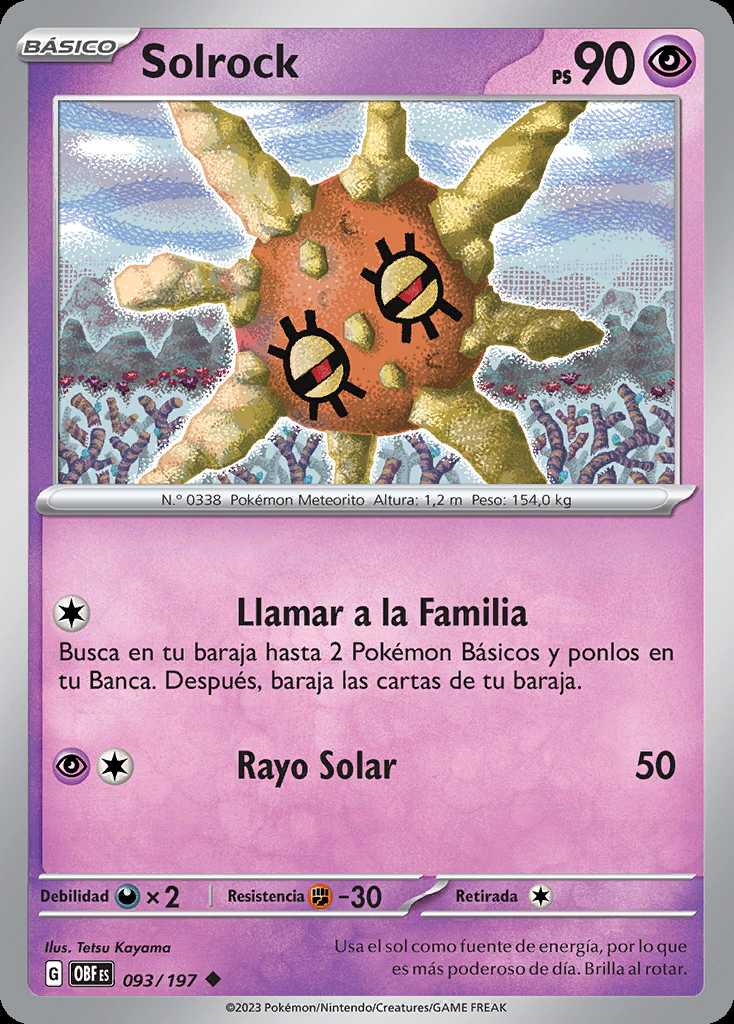 BÁSICO
Solrock
PS 90
N.º 0338 Pokémon Meteorito Altura: 1,2 m Peso: 154,0 kg
Llamar a la Familia
Busca en tu baraja hasta 2 Pokémon Básicos y ponlos en
tu Banca. Después, baraja las cartas de tu baraja.
Rayo Solar 50
Debilidad ×2 Resistencia -30 Retirada
Ilus. Tetsu Kayama
Usa el sol como fuente de energía, por lo que
es más poderoso de día. Brilla al rotar.
G OBF ES 093/197
©2023 Pokémon/Nintendo/Creatures/GAME FREAK